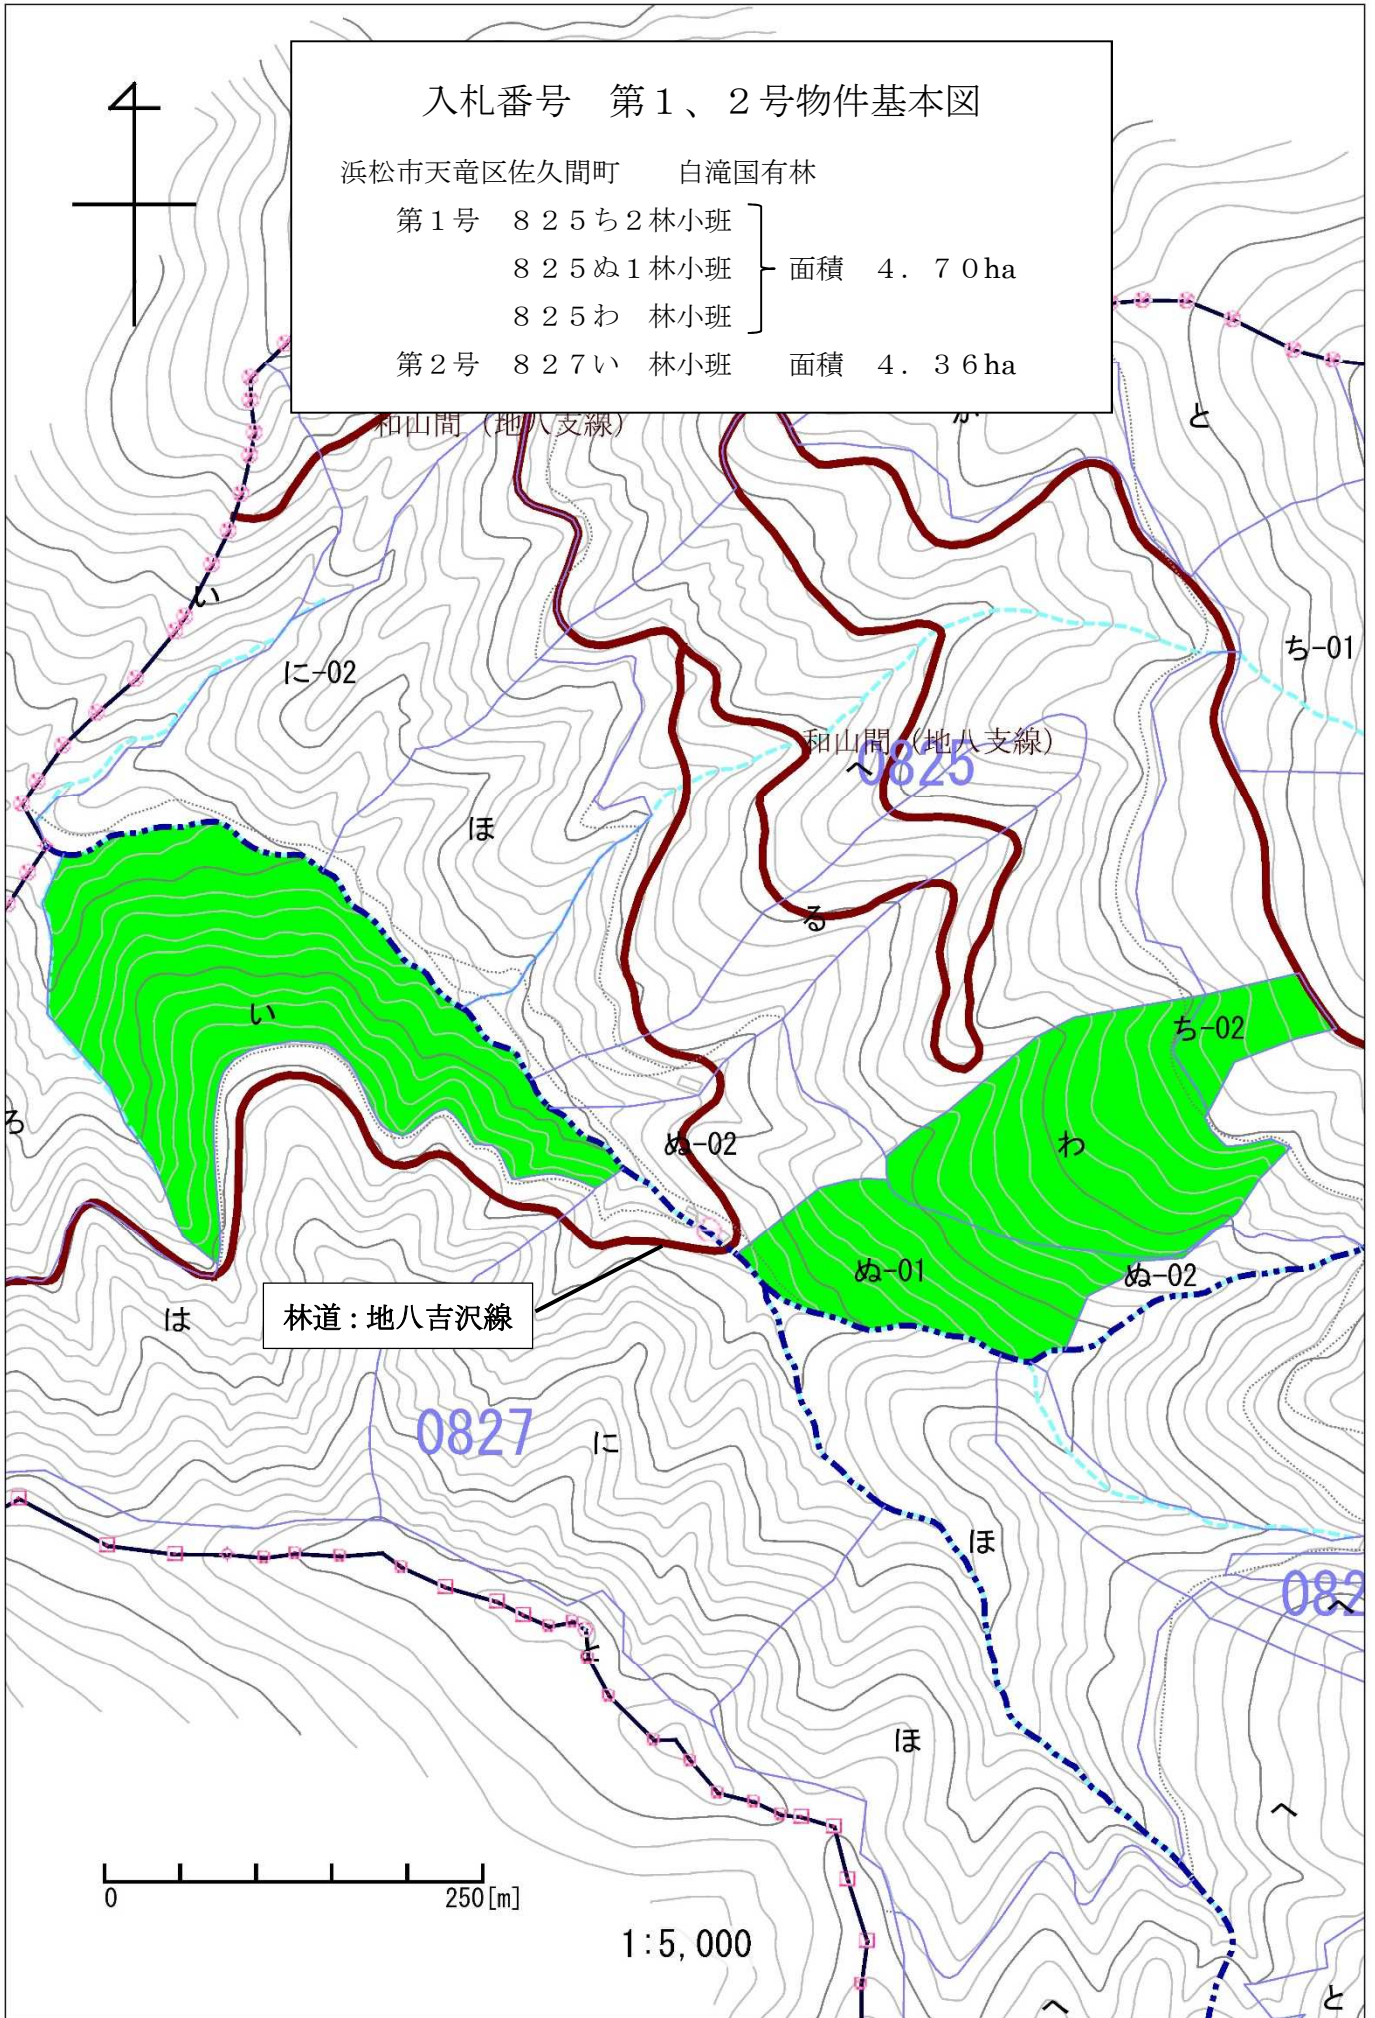 入札番号　第１、２号物件基本図
浜松市天竜区佐久間町　　白滝国有林
第１号　８２５ち２林小班
８２５ぬ１林小班　面積　４．７０ha
８２５わ　林小班
第２号　８２７い　林小班　　面積　４．３６ha
和山間（地八支線）
と
い
に-02
ち-01
和山間（地八支線）
へ
0825
ほ
る
い
ち-02
ろ
ぬ-02
わ
ぬ-01
ぬ-02
は
林道：地八吉沢線
0827
に
ほ
082
へ
と
ほ
へ
0
250[m]
1:5,000
へ
と